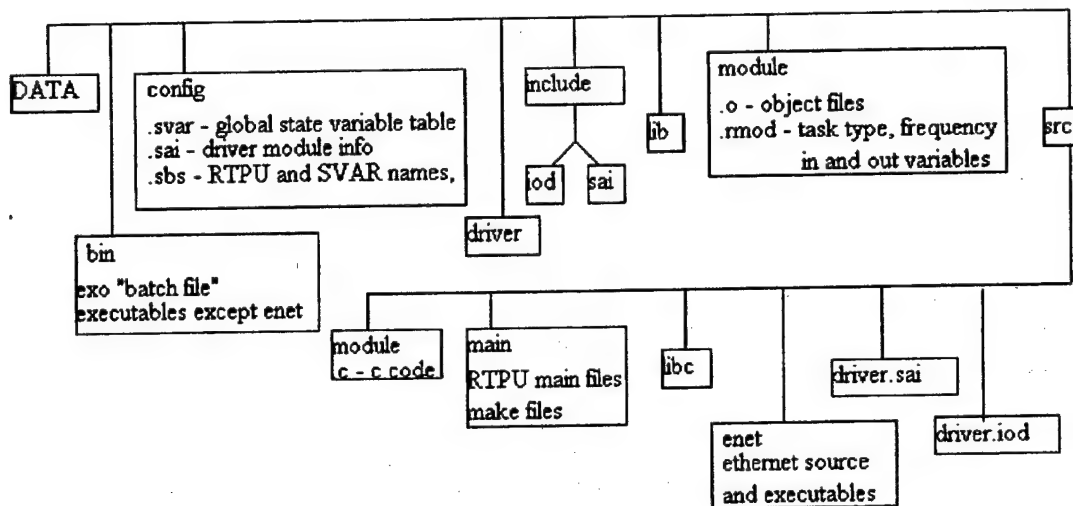 DATA
config
.svar - global state variable table
.sai - driver module info
.sbs - RTPU and SVAR names,
include
iod
sai
lib
module
.o - object files
.rmod - task type, frequency
in and out variables
src
driver
bin
exo "batch file"
executables except enet
module
.c - c code
main
RTPU main files
make files
libc
enet
ethernet source
and executables
driver.sai
driver.iod